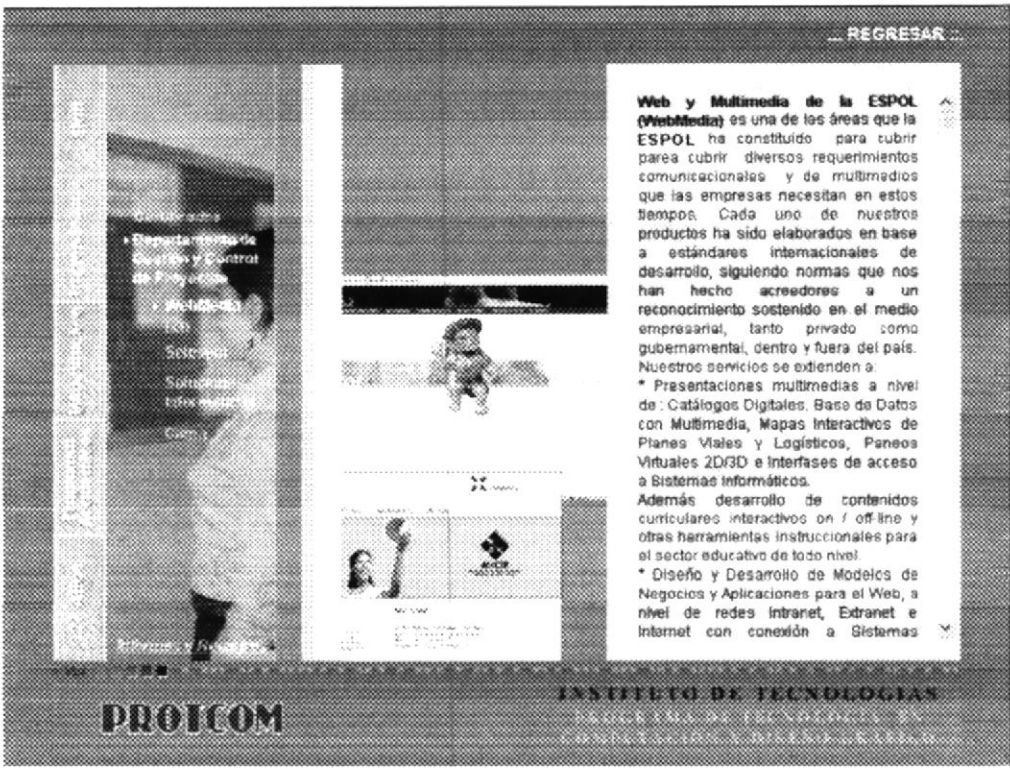 ... REGRESAR ...
Departamento de
Gestión y Control
de Proyectos
WebMedia
Web y Multimedia de la ESPOL
(WebMedia) es una de las áreas que la
ESPOL ha constituido para cubrir
parea cubrir diversos requerimientos
comunicacionales y de multimedios
que las empresas necesitan en estos
tiempos. Cada uno de nuestros
productos ha sido elaborados en base
a estándares internacionales de
desarrollo, siguiendo normas que nos
han hecho acreedores a un
reconocimiento sostenido en el medio
empresarial, tanto privado como
gubernamental, dentro y fuera del país.
Nuestros servicios se extienden a:
* Presentaciones multimedias a nivel
de : Catálogos Digitales, Base de Datos
con Multimedia, Mapas Interactivos de
Planes Viales y Logísticos, Paneos
Virtuales 2D/3D e Interfases de acceso
a Sistemas Informáticos.
Además desarrollo de contenidos
curriculares interactivos on / off-line y
otras herramientas instruccionales para
el sector educativo de todo nivel.
* Diseño y Desarrollo de Modelos de
Negocios y Aplicaciones para el Web, a
nivel de redes Intranet, Extranet e
Internet con conexión a Sistemas
PROTCOM
INSTITUTO DE TECNOLOGIAS
PROGRAMA DE TECNOLOGIA EN
COMPUTACION Y DISEÑO GRAFICO